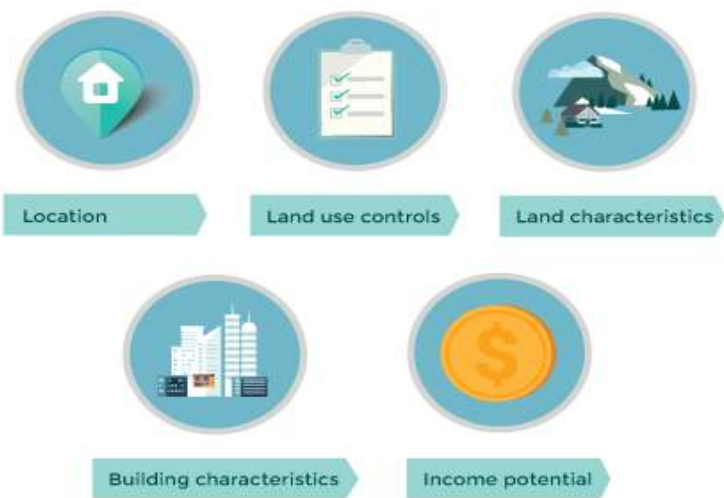 Location
Land use controls
Land characteristics
$
Building characteristics
Income potential